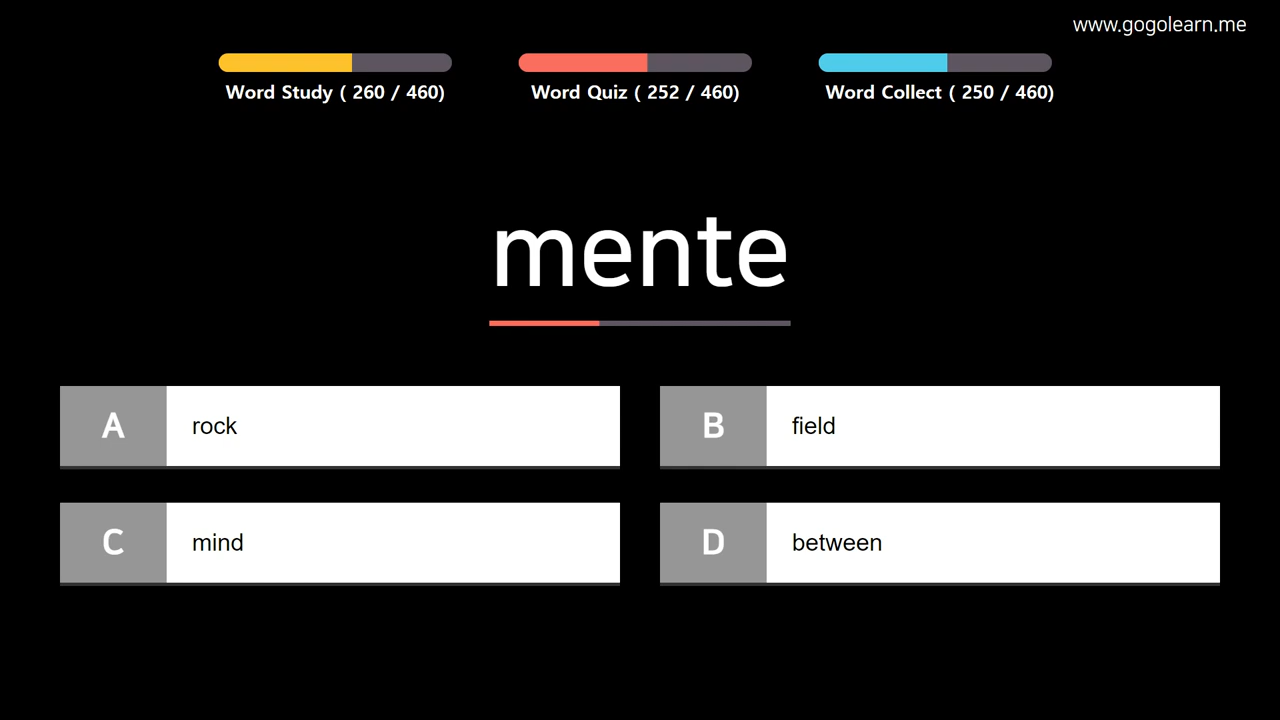 www.gogolearn.me
Word Study ( 260 / 460)
Word Quiz ( 252 / 460)
Word Collect ( 250 / 460)
mente
A rock
B field
C mind
D between